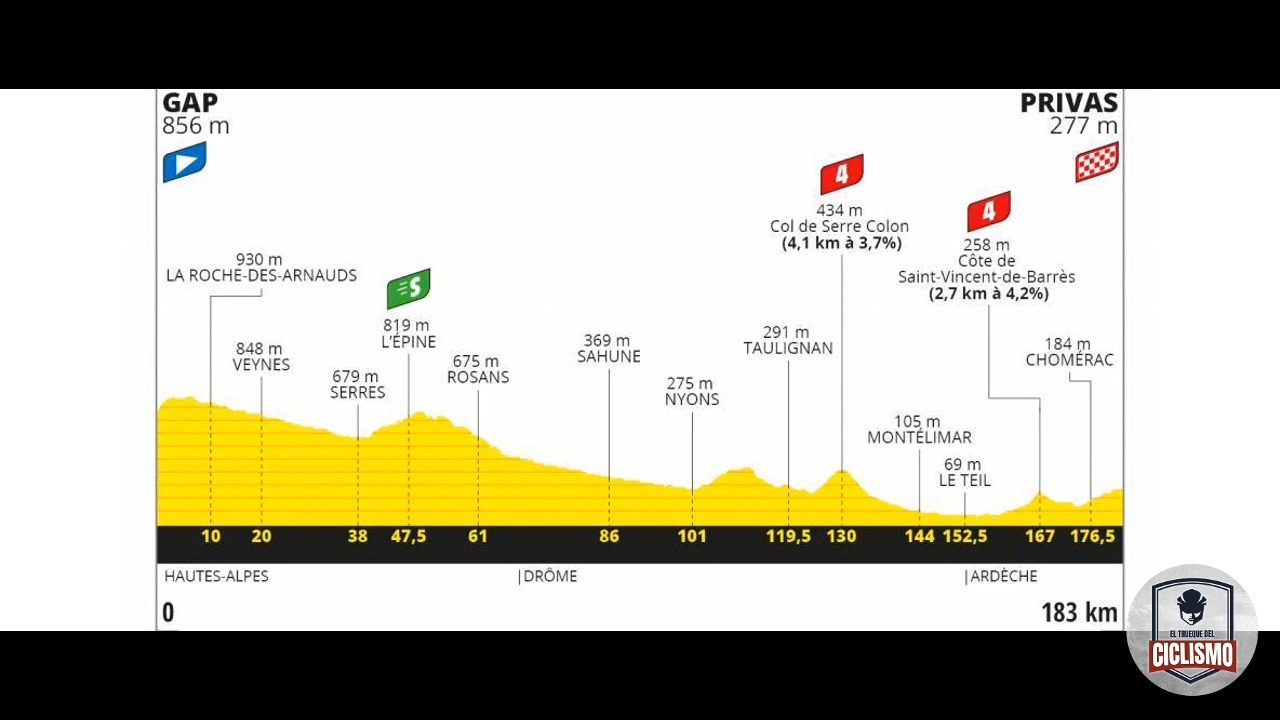 GAP
856 m
PRIVAS
277 m
4
434 m
Col de Serre Colon
(4,1 km à 3,7%)
4
258 m
Côte de
Saint-Vincent-de-Barrès
(2,7 km à 4,2%)
930 m
LA ROCHE-DES-ARNAUDS
S
819 m
L'ÉPINE
848 m
VEYNES
679 m
SERRES
675 m
ROSANS
369 m
SAHUNE
275 m
NYONS
291 m
TAULIGNAN
105 m
MONTÉLIMAR
69 m
LE TEIL
184 m
CHOMÉRAC
10 20 38 47,5 61 86 101 119,5 130 144 152,5 167 176,5
HAUTES-ALPES |DRÔME |ARDÈCHE
0 183 km
EL TRUEQUE DEL
CICLISMO